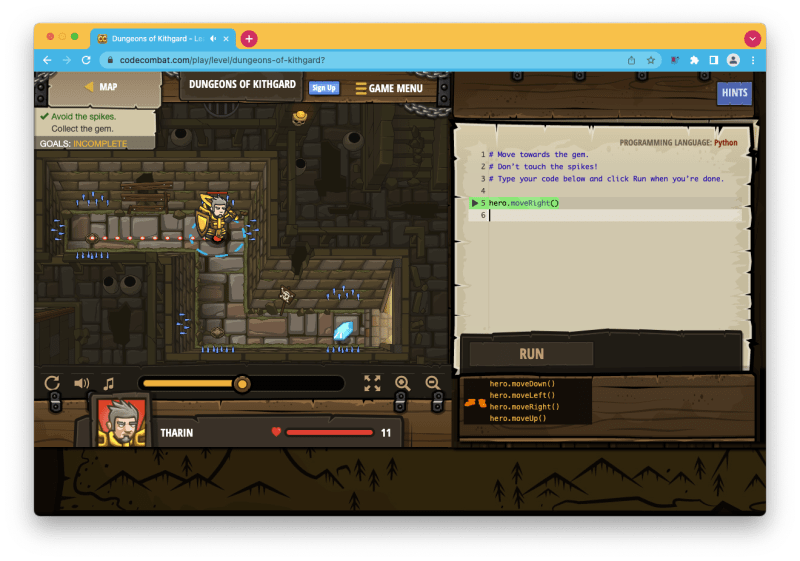 Dungeons of Kithgard - Le
codecombat.com/play/level/dungeons-of-kithgard?
MAP
DUNGEONS OF KITHGARD
Sign Up
GAME MENU
HINTS
Avoid the spikes.
Collect the gem.
GOALS: INCOMPLETE
PROGRAMMING LANGUAGE: Python
1 # Move towards the gem.
2 # Don't touch the spikes!
3 # Type your code below and click Run when you're done.
4
5 hero.moveRight()
6
RUN
hero.moveDown()
hero.moveLeft()
hero.moveRight()
hero.moveUp()
THARIN
11